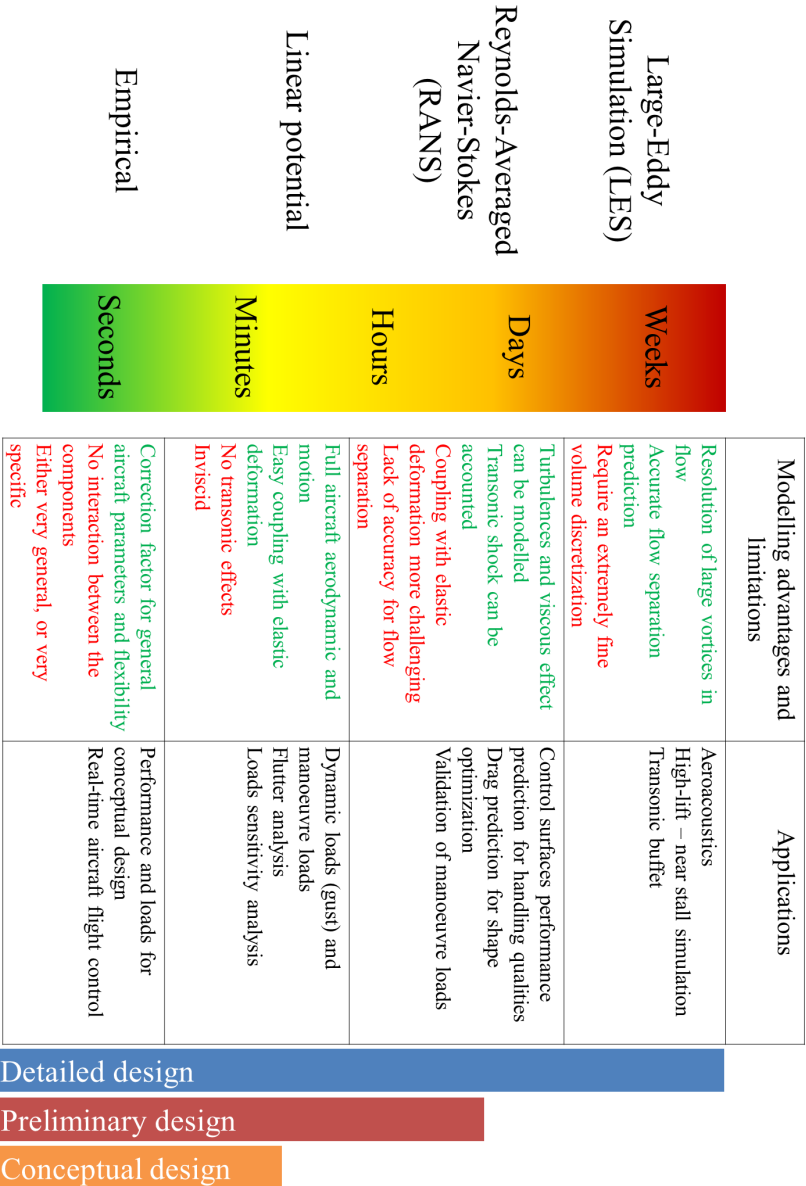 Large-Eddy
Simulation (LES)
Reynolds-Averaged
Navier-Stokes
(RANS)
Linear potential
Empirical
Weeks
Days
Hours
Minutes
Seconds
Modelling advantages and
limitations
Applications
Resolution of large vortices in
flow
Accurate flow separation
prediction
Require an extremely fine
volume discretization
Aeroacoustics
High-lift – near stall simulation
Transonic buffet
Turbulences and viscous effect
can be modelled
Transonic shock can be
accounted
Coupling with elastic
deformation more challenging
Lack of accuracy for flow
separation
Control surfaces performance
prediction for handling qualities
Drag prediction for shape
optimization
Validation of manoeuvre loads
Full aircraft aerodynamic and
motion
Easy coupling with elastic
deformation
No transonic effects
Inviscid
Dynamic loads (gust) and
manoeuvre loads
Flutter analysis
Loads sensitivity analysis
Correction factor for general
aircraft parameters and flexibility
No interaction between the
components
Either very general, or very
specific
Performance and loads for
conceptual design
Real-time aircraft flight control
Detailed design
Preliminary design
Conceptual design